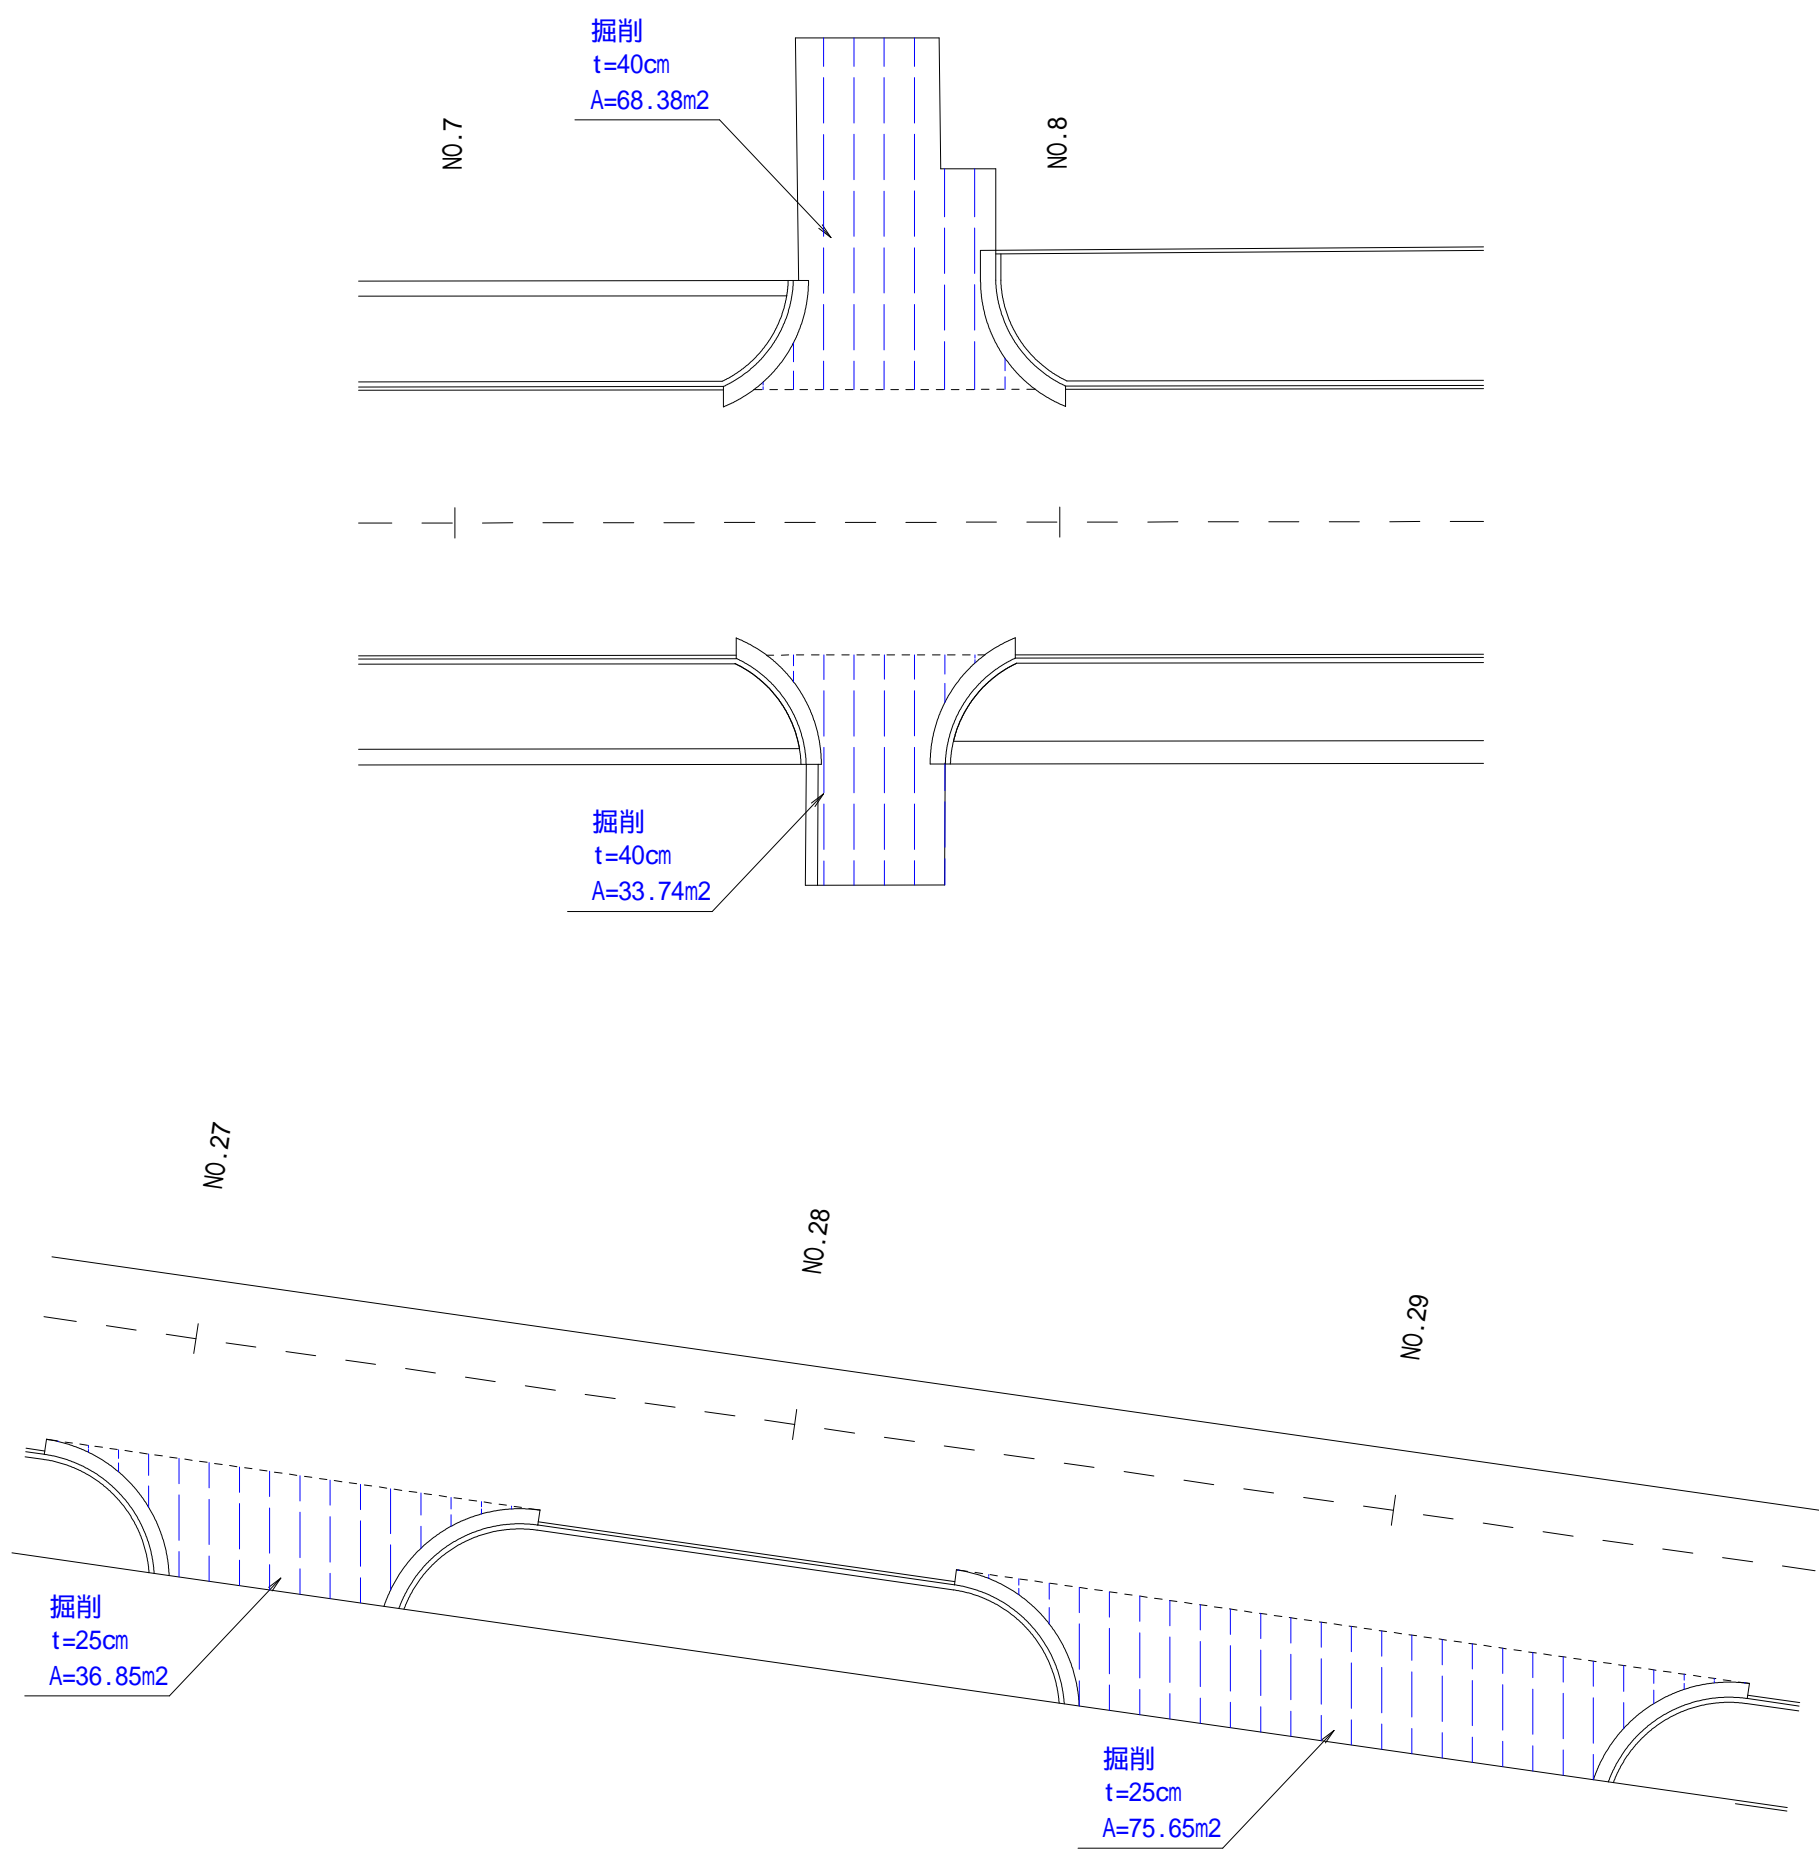 掘削
t=40cm
A=68.38m2
NO.7
NO.8
掘削
t=40cm
A=33.74m2
NO.27
NO.28
NO.29
掘削
t=25cm
A=36.85m2
掘削
t=25cm
A=75.65m2